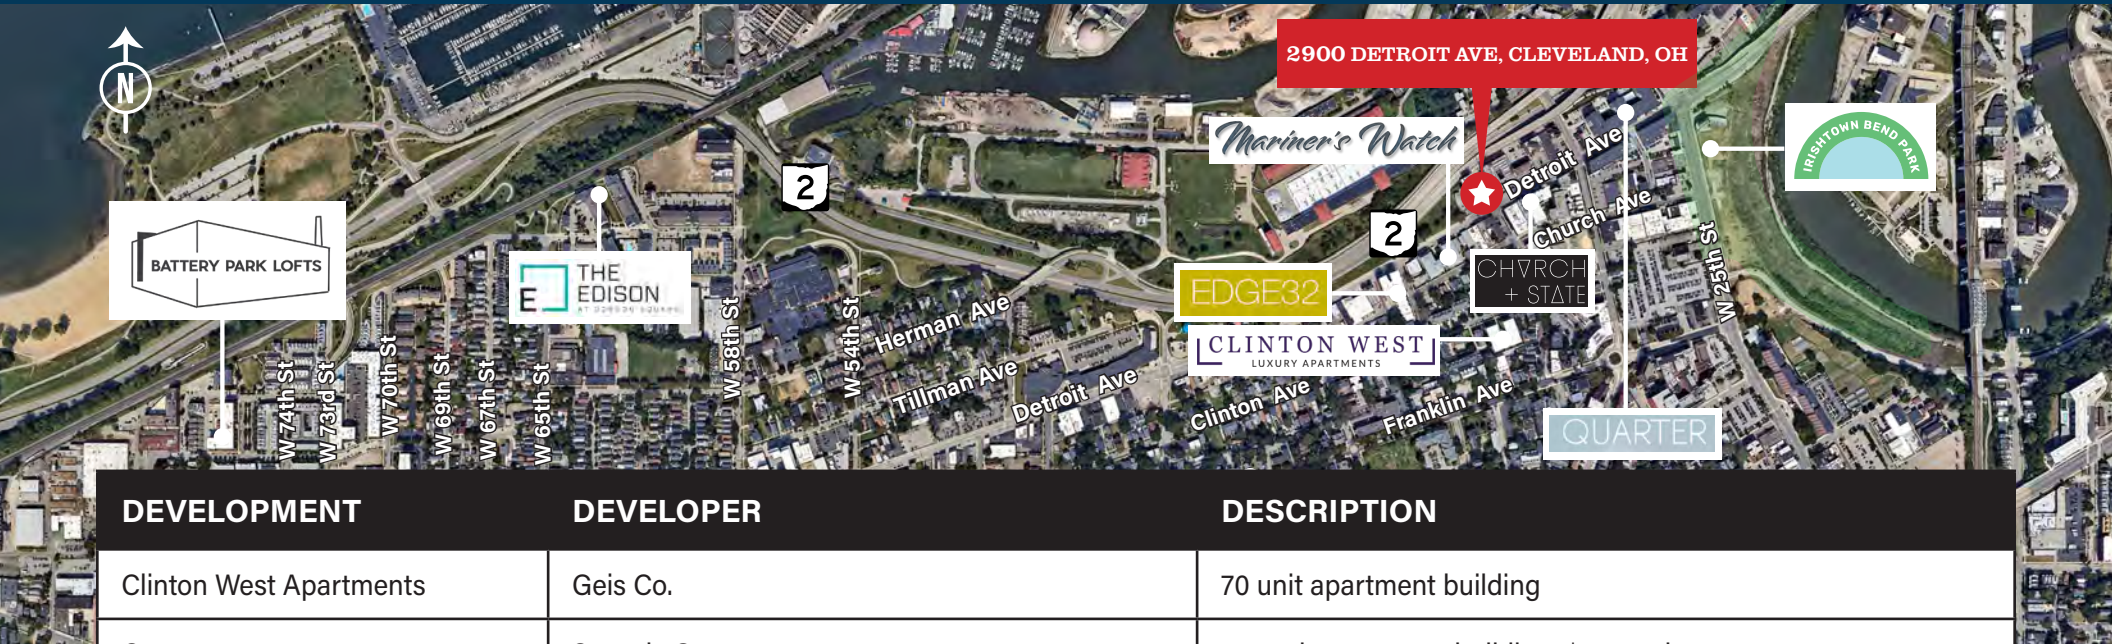 N
2900 DETROIT AVE, CLEVELAND, OH
Mariner's Watch
IRISHTOWN BEND PARK
2
2
Detroit Ave
Church Ave
BATTERY PARK LOFTS
E
THE
EDISON
AT GORDON SQUARE
EDGE32
CHVRCH
+ STATE
W 25th St
CLINTON WEST
LUXURY APARTMENTS
W 74th St
W 73rd St
W 70th St
W 69th St
W 67th St
W 65th St
W 58th St
W 54th St
Herman Ave
Tillman Ave
Detroit Ave
Clinton Ave
Franklin Ave
QUARTER
DEVELOPMENT DEVELOPER DESCRIPTION
Clinton West Apartments Geis Co. 70 unit apartment building